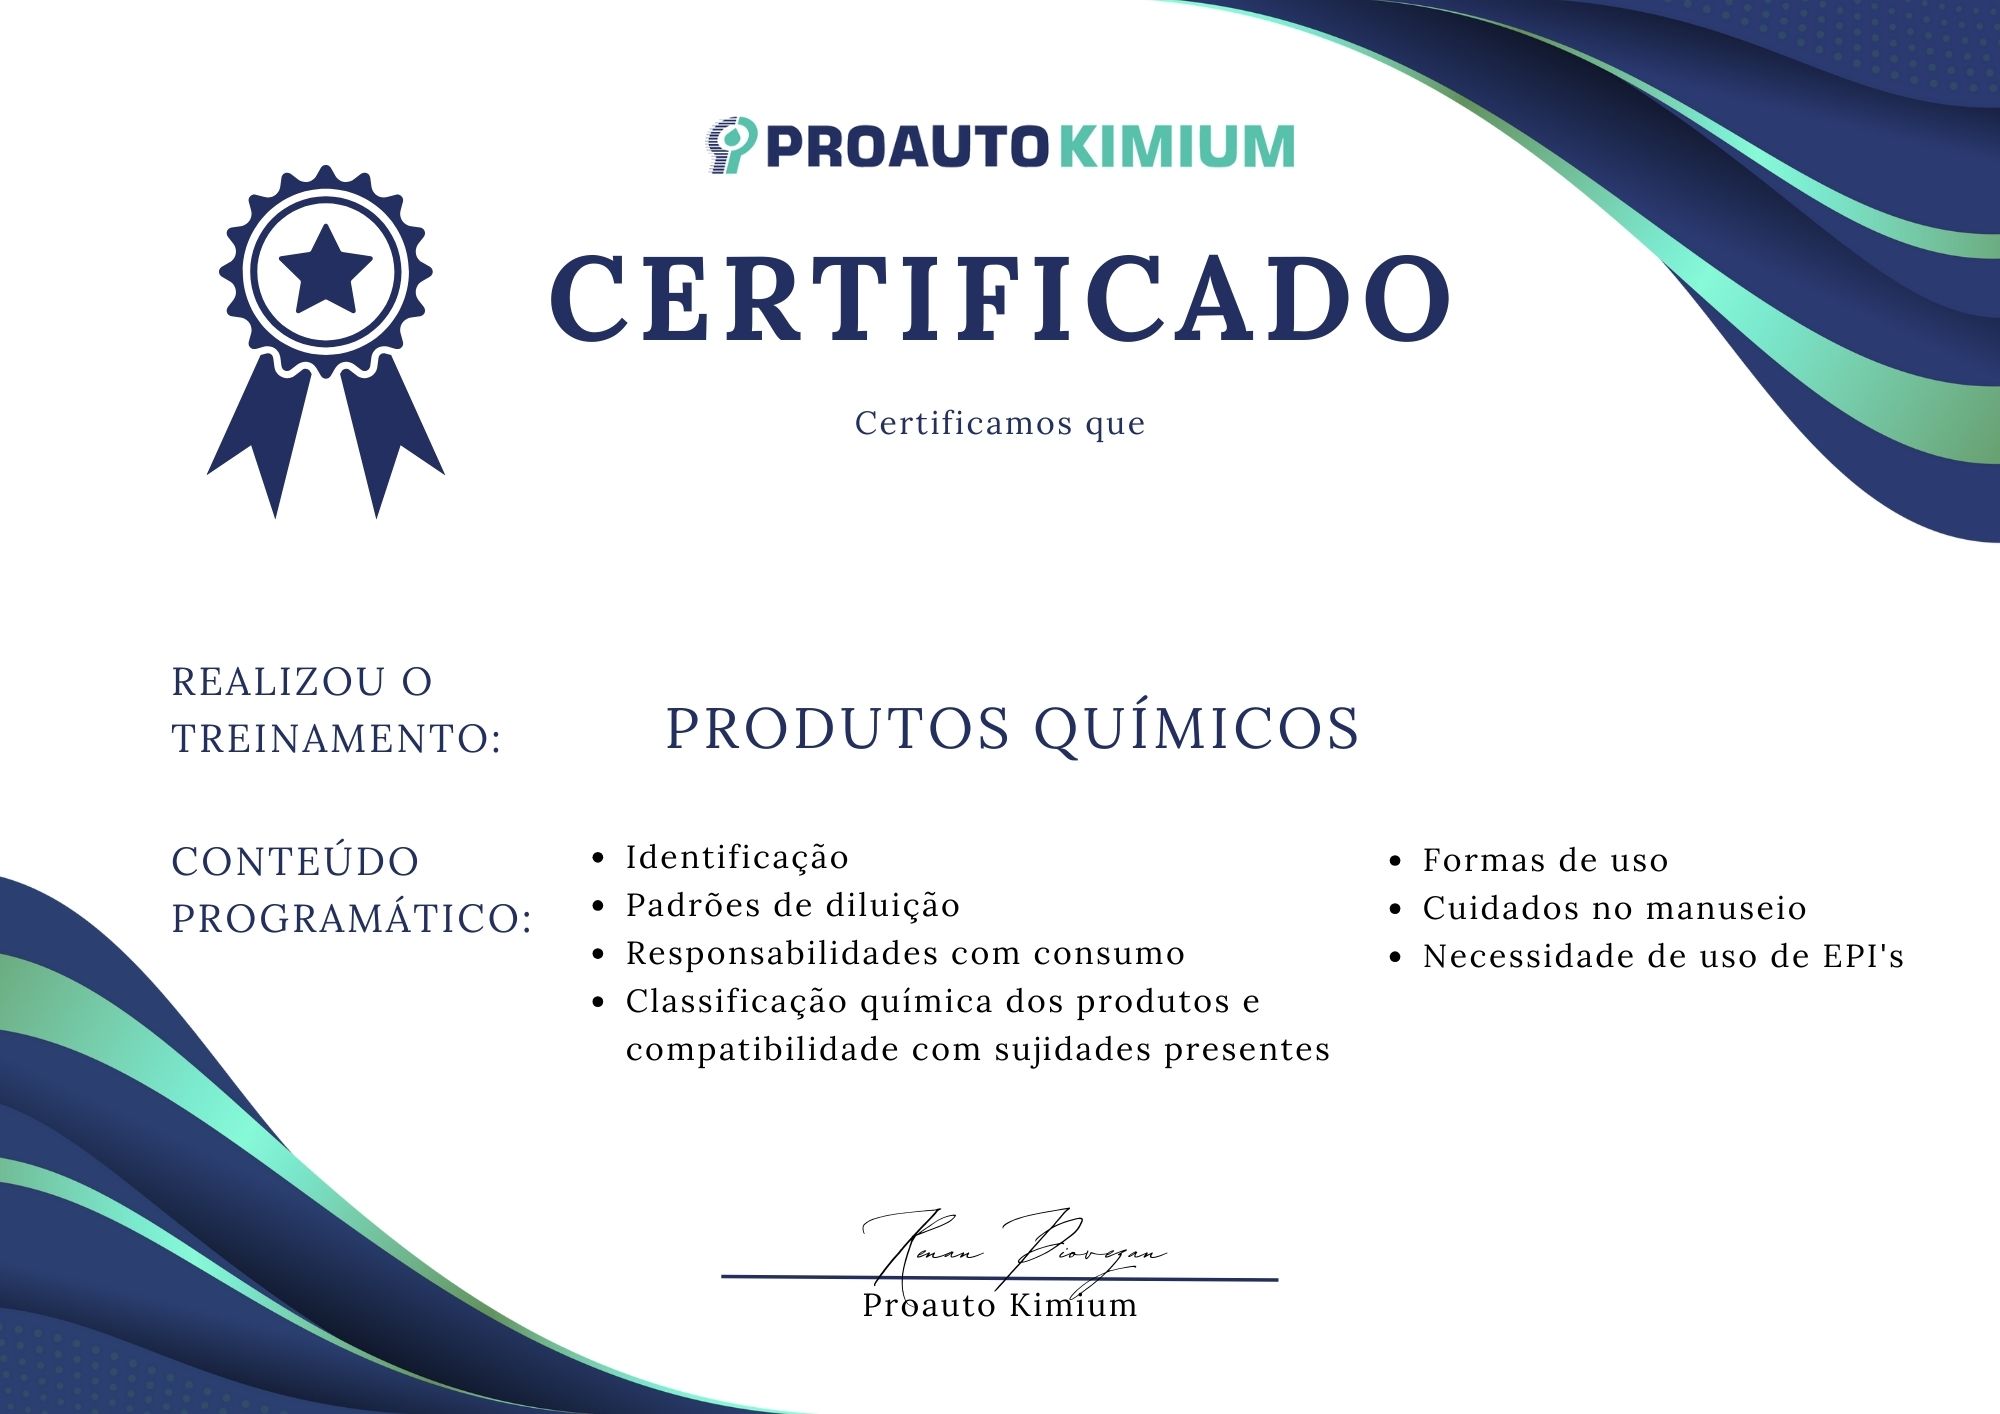 PROAUTO KIMIUM
CERTIFICADO
Certificamos que
REALIZOU O
TREINAMENTO:
PRODUTOS QUÍMICOS
CONTEÚDO
PROGRAMÁTICO:
• Identificação
• Padrões de diluição
• Responsabilidades com consumo
• Classificação química dos produtos e
compatibilidade com sujidades presentes
• Formas de uso
• Cuidados no manuseio
• Necessidade de uso de EPI's
Renan Piovezan
Proauto Kimium